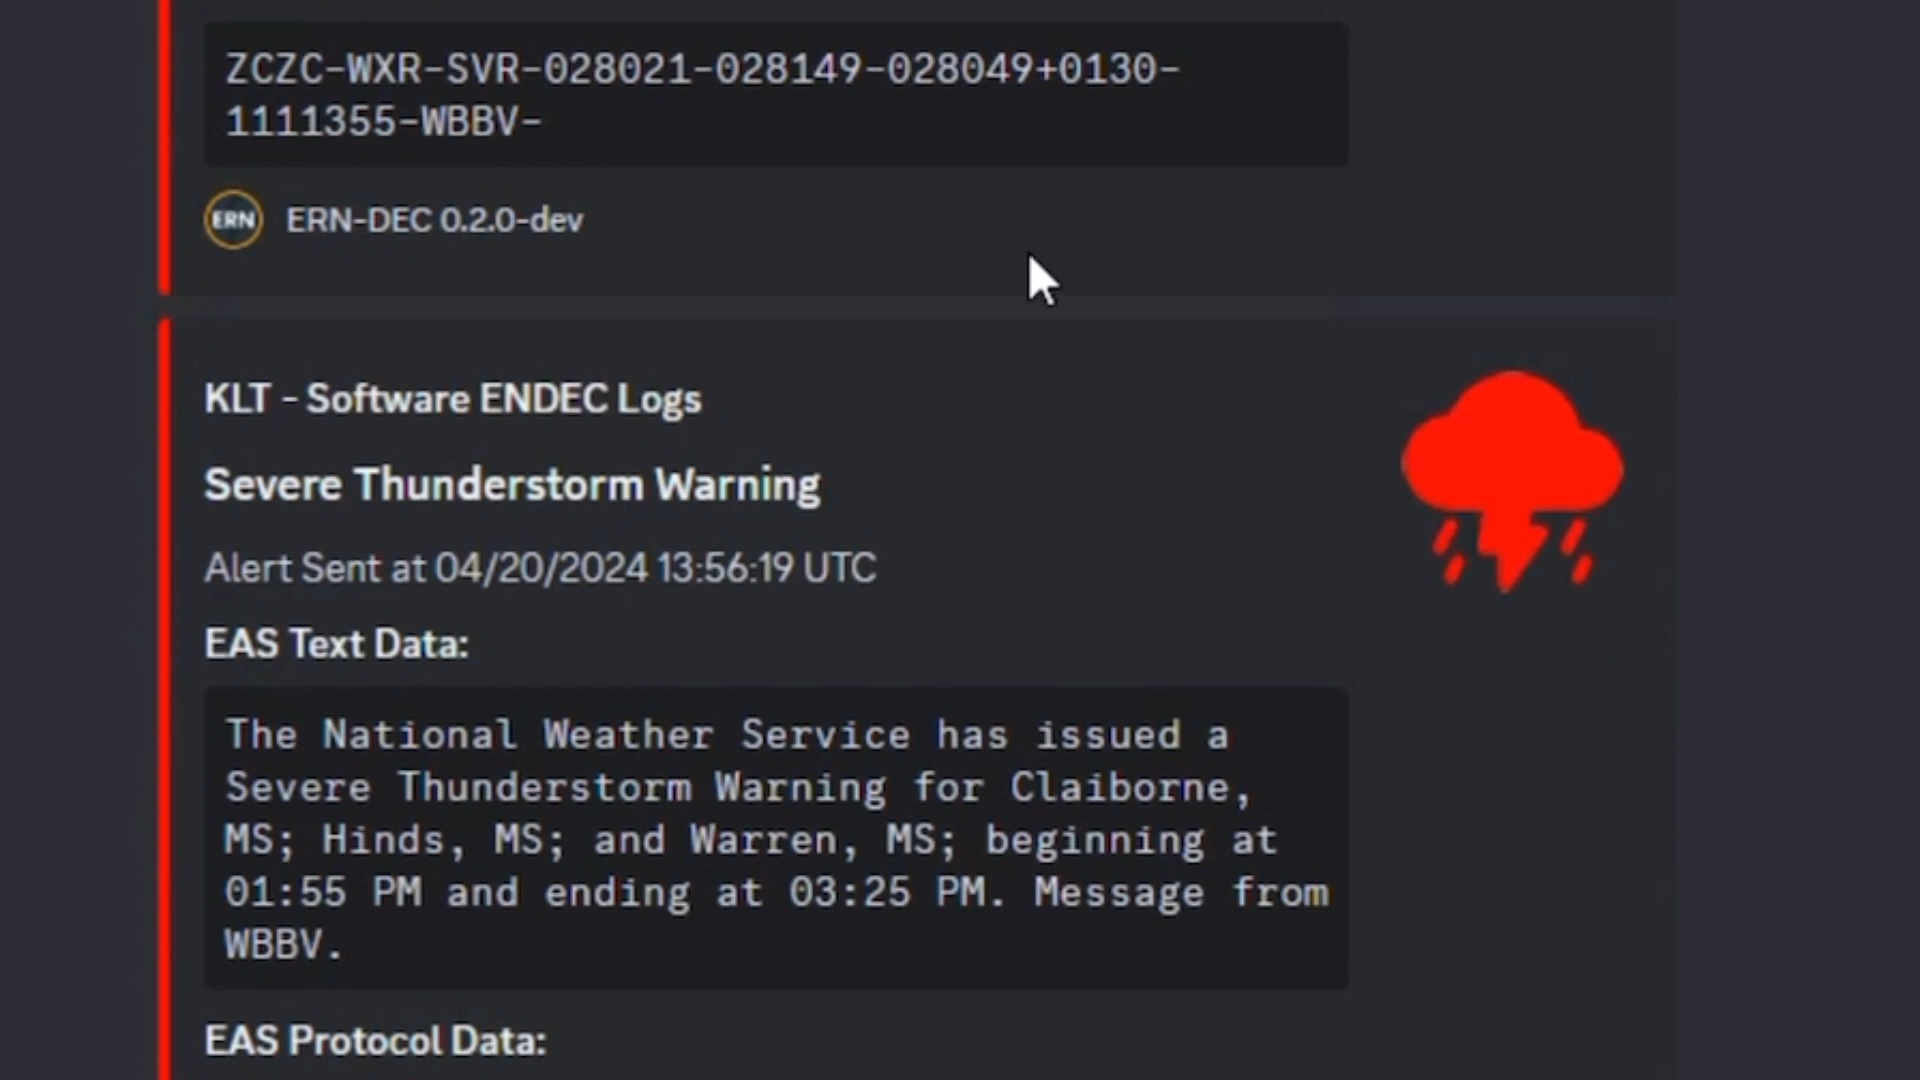 ZCZC-WXR-SVR-028021-028149-028049+0130-
1111355-WBBV-
ERN ERN-DEC 0.2.0-dev
KLT - Software ENDEC Logs
Severe Thunderstorm Warning
Alert Sent at 04/20/2024 13:56:19 UTC
EAS Text Data:
The National Weather Service has issued a
Severe Thunderstorm Warning for Claiborne,
MS; Hinds, MS; and Warren, MS; beginning at
01:55 PM and ending at 03:25 PM. Message from
WBBV.
EAS Protocol Data: